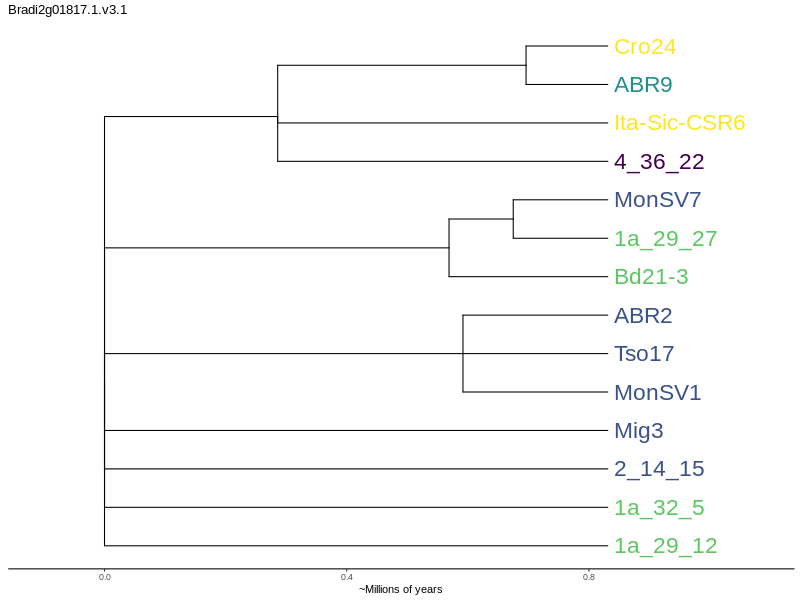 Bradi2g01817.1.v3.1
Cro24
ABR9
Ita-Sic-CSR6
4_36_22
MonSV7
1a_29_27
Bd21-3
ABR2
Tso17
MonSV1
Mig3
2_14_15
1a_32_5
1a_29_12
0.0 0.4 0.8
~Millions of years